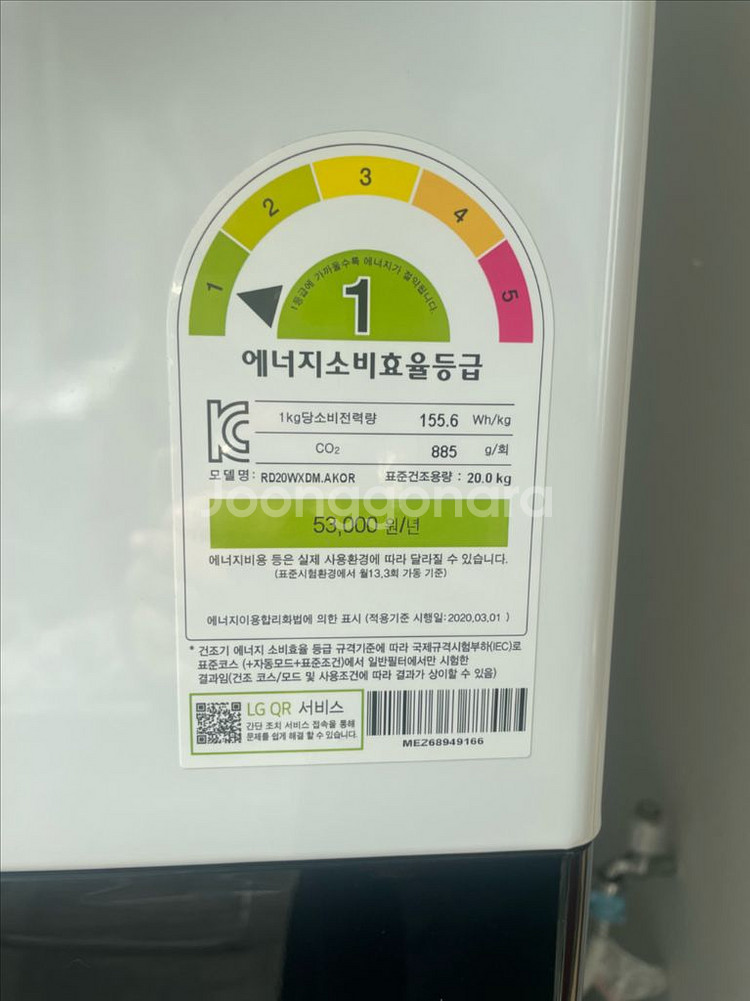 1
2
3
4
5
1등급에 가까울수록 에너지가 절약됩니다.
1
에너지소비효율등급
1kg당소비전력량 155.6 Wh/kg
CO₂ 885 g/회
모델명: RD20WXDM.AKOR 표준건조용량 : 20.0 kg
Joonggonara
53,000 원/년
에너지비용 등은 실제 사용환경에 따라 달라질 수 있습니다.
(표준시험환경에서 월13,3회 가동 기준)
에너지이용합리화법에 의한 표시 (적용기준 시행일:2020,03,01 )
* 건조기 에너지 소비효율 등급 규격기준에 따라 국제규격시험부하(IEC)로
표준코스 (+자동모드+표준조건)에서 일반필터에서만 시험한
결과임(건조 코스/모드 및 사용조건에 따라 결과가 상이할 수 있음)
LG QR 서비스
간단 조치 서비스 접속을 통해
문제를 쉽게 해결 할 수 있습니다.
MEZ68949166